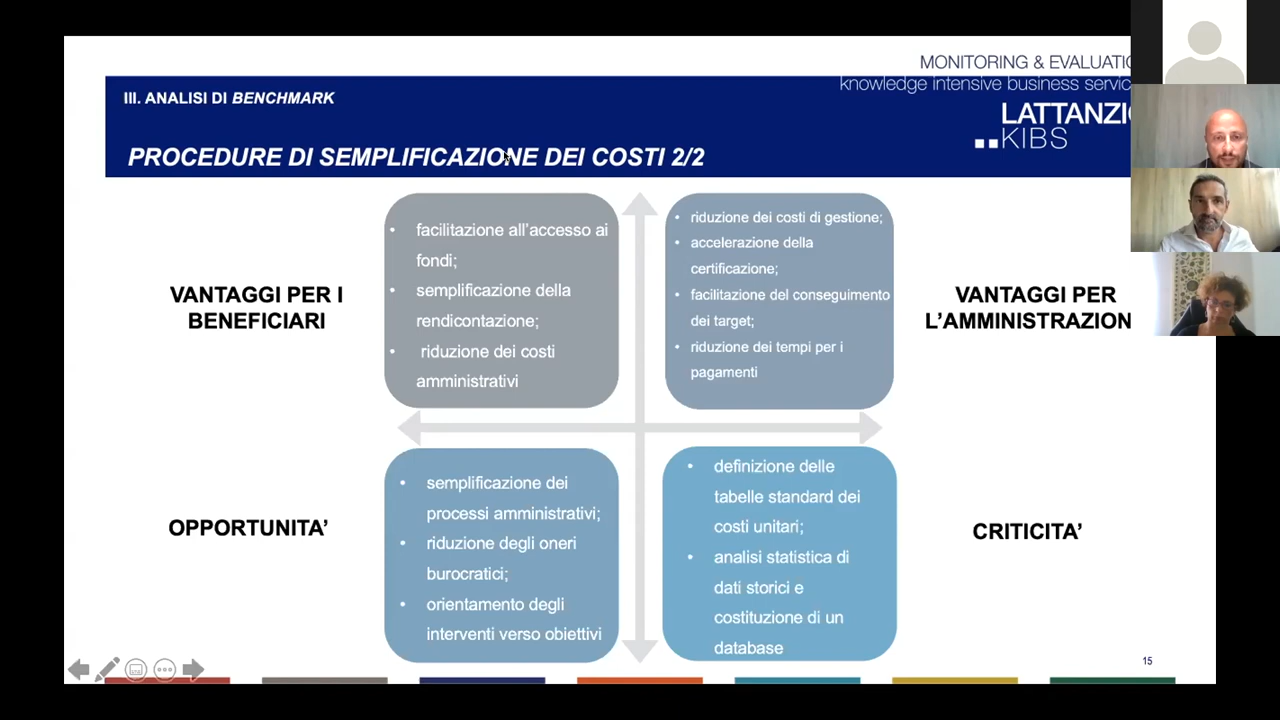 MONITORING & EVALUATIO
knowledge intensive business servic
LATTANZI
KIBS
III. ANALISI DI BENCHMARK
PROCEDURE DI SEMPLIFICAZIONE DEI COSTI 2/2
VANTAGGI PER I
BENEFICIARI
• facilitazione all'accesso ai
fondi;
• semplificazione della
rendicontazione;
• riduzione dei costi
amministrativi
• riduzione dei costi di gestione;
• accelerazione della
certificazione;
• facilitazione del conseguimento
dei target;
• riduzione dei tempi per i
pagamenti
VANTAGGI PER
L'AMMINISTRAZION
OPPORTUNITA'
• semplificazione dei
processi amministrativi;
• riduzione degli oneri
burocratici;
• orientamento degli
interventi verso obiettivi
• definizione delle
tabelle standard dei
costi unitari;
• analisi statistica di
dati storici e
costituzione di un
database
CRITICITA'
15